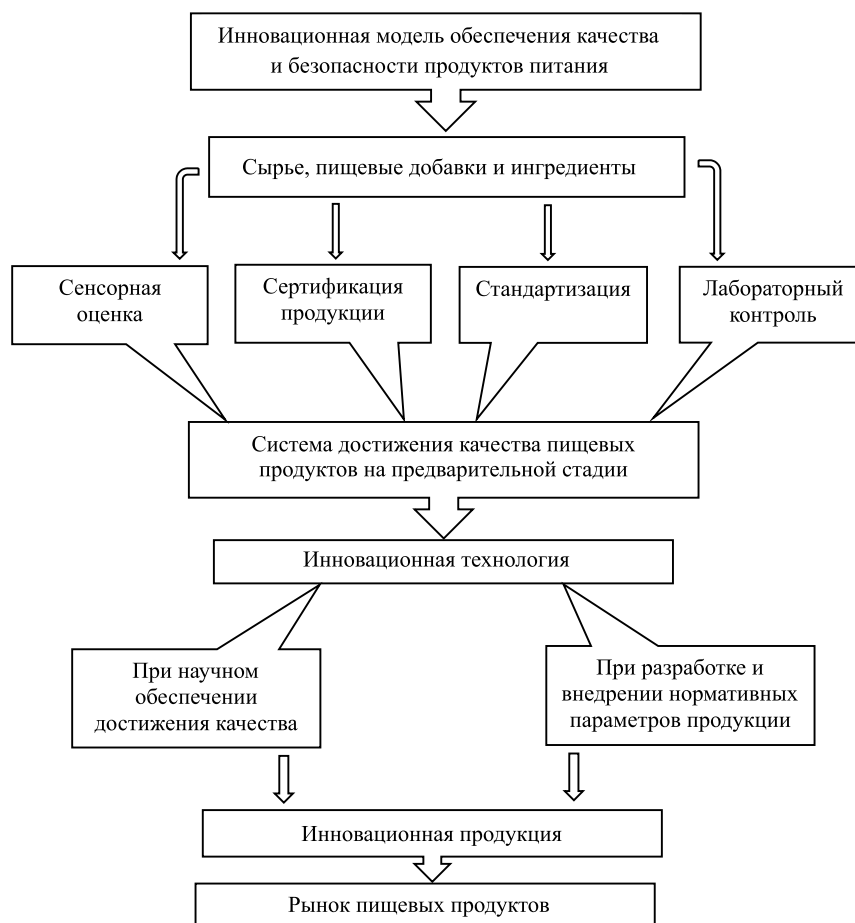 Инновационная модель обеспечения качества
и безопасности продуктов питания
Сырье, пищевые добавки и ингредиенты
Сенсорная
оценка
Сертификация
продукции
Стандартизация
Лабораторный
контроль
Система достижения качества пищевых
продуктов на предварительной стадии
Инновационная технология
При научном
обеспечении
достижения качества
При разработке и
внедрении нормативных
параметров продукции
Инновационная продукция
Рынок пищевых продуктов